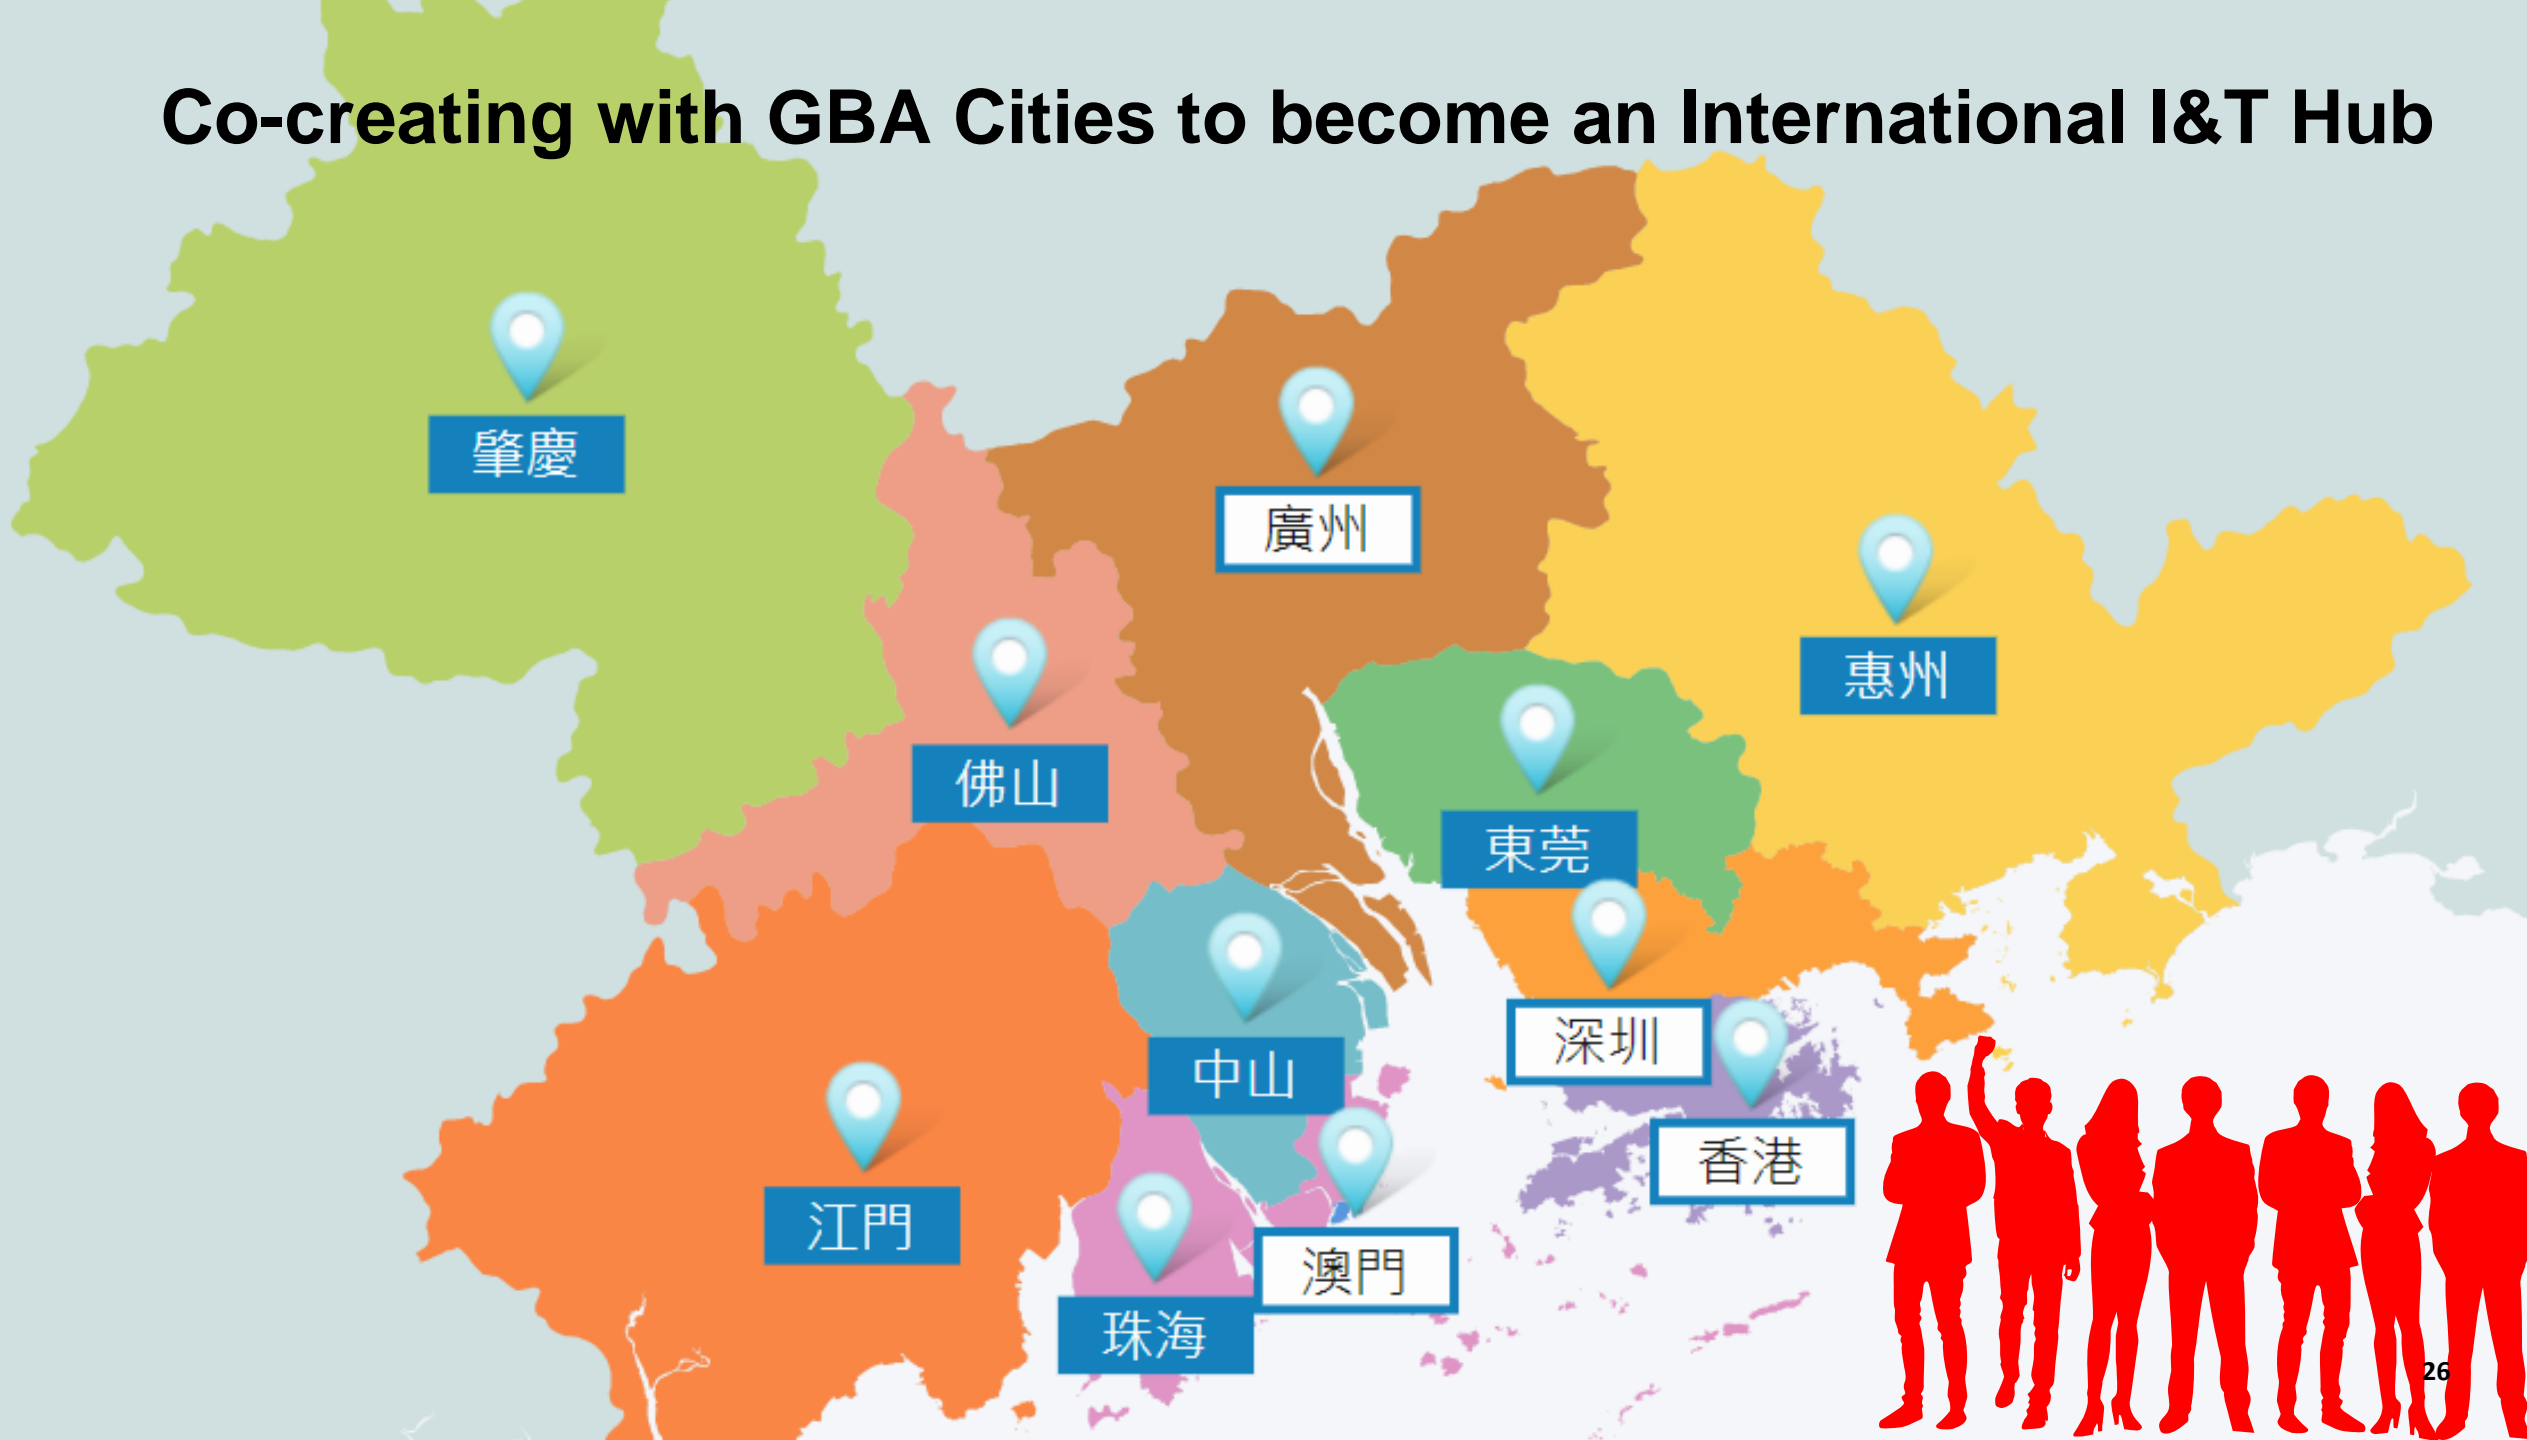 Co-creating with GBA Cities to become an International I&T Hub
肇慶
廣州
惠州
佛山
東莞
深圳
中山
香港
江門
澳門
珠海
26